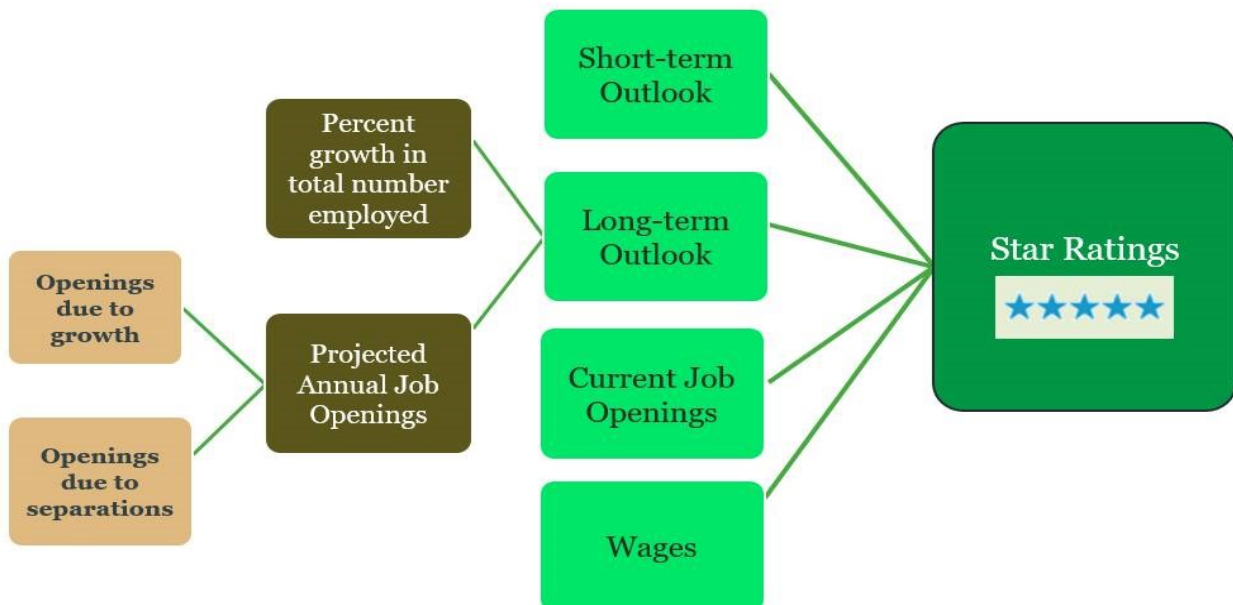 Short-term
Outlook
Percent
growth in
total number
employed
Long-term
Outlook
Star Ratings
Openings
due to
growth
Projected
Annual Job
Openings
Current Job
Openings
Openings
due to
separations
Wages